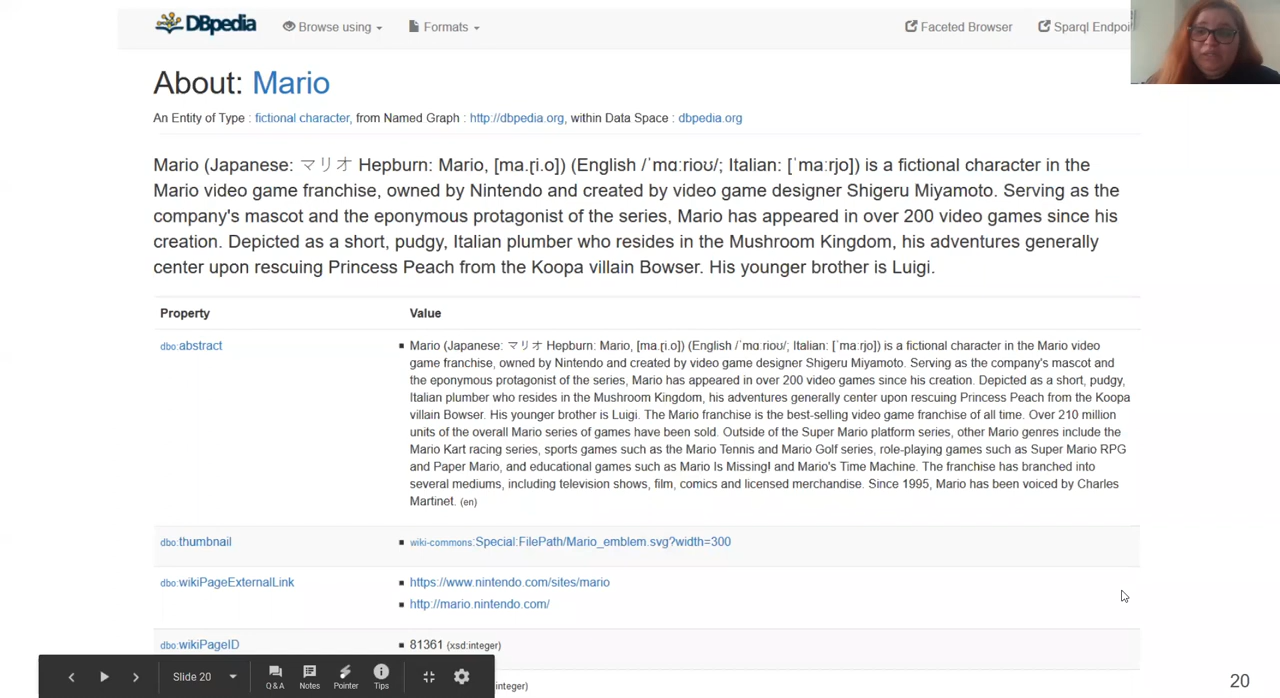 DBpedia Browse using Formats Faceted Browser Sparql Endpoi
About: Mario
An Entity of Type : fictional character, from Named Graph : http://dbpedia.org, within Data Space : dbpedia.org
Mario (Japanese: マリオ Hepburn: Mario, [ma.ɾi.o]) (English /ˈmɑːrioʊ/; Italian: [ˈmaːrjo]) is a fictional character in the
Mario video game franchise, owned by Nintendo and created by video game designer Shigeru Miyamoto. Serving as the
company's mascot and the eponymous protagonist of the series, Mario has appeared in over 200 video games since his
creation. Depicted as a short, pudgy, Italian plumber who resides in the Mushroom Kingdom, his adventures generally
center upon rescuing Princess Peach from the Koopa villain Bowser. His younger brother is Luigi.
Property Value
dbo:abstract
Mario (Japanese: マリオ Hepburn: Mario, [ma.ɾi.o]) (English /ˈmɑːrioʊ/; Italian: [ˈmaːrjo]) is a fictional character in the Mario video
game franchise, owned by Nintendo and created by video game designer Shigeru Miyamoto. Serving as the company's mascot and
the eponymous protagonist of the series, Mario has appeared in over 200 video games since his creation. Depicted as a short, pudgy,
Italian plumber who resides in the Mushroom Kingdom, his adventures generally center upon rescuing Princess Peach from the Koopa
villain Bowser. His younger brother is Luigi. The Mario franchise is the best-selling video game franchise of all time. Over 210 million
units of the overall Mario series of games have been sold. Outside of the Super Mario platform series, other Mario genres include the
Mario Kart racing series, sports games such as the Mario Tennis and Mario Golf series, role-playing games such as Super Mario RPG
and Paper Mario, and educational games such as Mario Is Missing! and Mario's Time Machine. The franchise has branched into
several mediums, including television shows, film, comics and licensed merchandise. Since 1995, Mario has been voiced by Charles
Martinet. (en)
dbo:thumbnail wiki-commons:Special:FilePath/Mario_emblem.svg?width=300
dbo:wikiPageExternalLink https://www.nintendo.com/sites/mario
http://mario.nintendo.com/
dbo:wikiPageID 81361 (xsd:integer)
Slide 20 Q&A Notes Pointer Tips
integer)
20